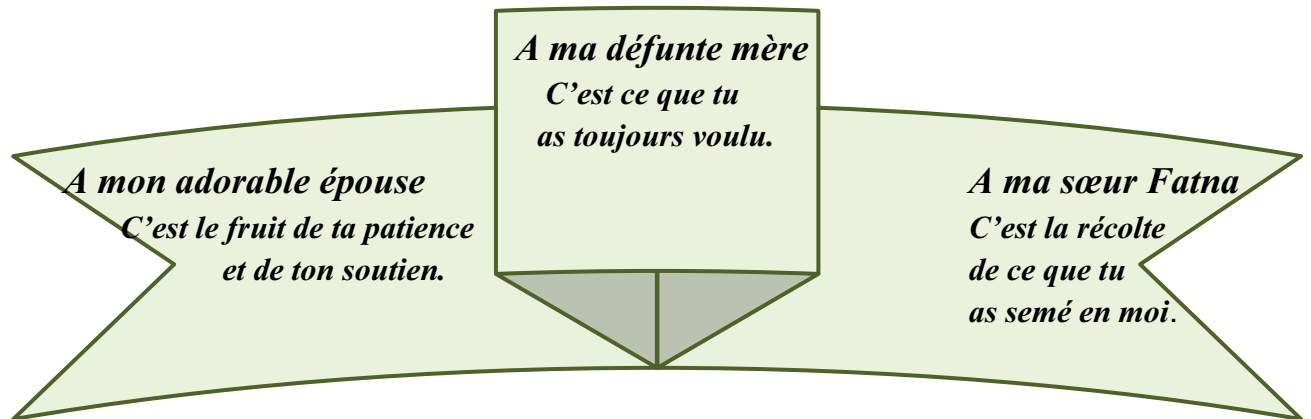 A ma défunte mère
C’est ce que tu
as toujours voulu.
A mon adorable épouse
C’est le fruit de ta patience
et de ton soutien.
A ma sœur Fatna
C’est la récolte
de ce que tu
as semé en moi.